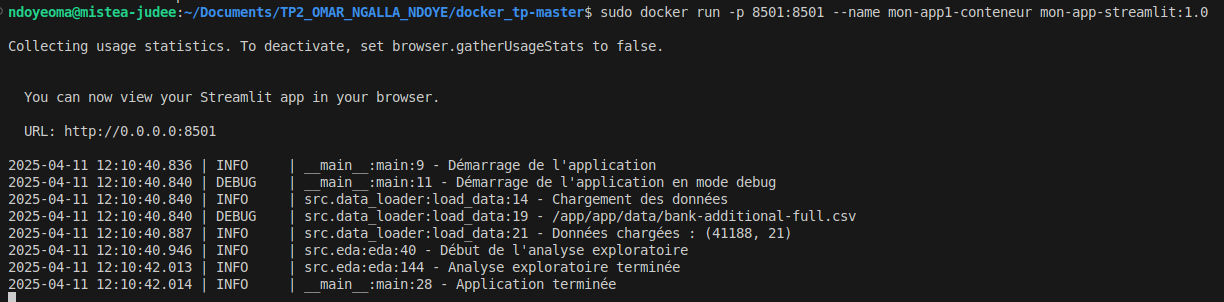 ndoyeoma@mistea-judee:~/Documents/TP2_OMAR_NGALLA_NDOYE/docker_tp-master$ sudo docker run -p 8501:8501 --name mon-app1-conteneur mon-app-streamlit:1.0
Collecting usage statistics. To deactivate, set browser.gatherUsageStats to false.
You can now view your Streamlit app in your browser.
URL: http://0.0.0.0:8501
2025-04-11 12:10:40.836 | INFO     | __main__:main:9 - Démarrage de l'application
2025-04-11 12:10:40.840 | DEBUG    | __main__:main:11 - Démarrage de l'application en mode debug
2025-04-11 12:10:40.840 | INFO     | src.data_loader:load_data:14 - Chargement des données
2025-04-11 12:10:40.840 | DEBUG    | src.data_loader:load_data:19 - /app/app/data/bank-additional-full.csv
2025-04-11 12:10:40.887 | INFO     | src.data_loader:load_data:21 - Données chargées : (41188, 21)
2025-04-11 12:10:40.946 | INFO     | src.eda:eda:40 - Début de l'analyse exploratoire
2025-04-11 12:10:42.013 | INFO     | src.eda:eda:144 - Analyse exploratoire terminée
2025-04-11 12:10:42.014 | INFO     | __main__:main:28 - Application terminée